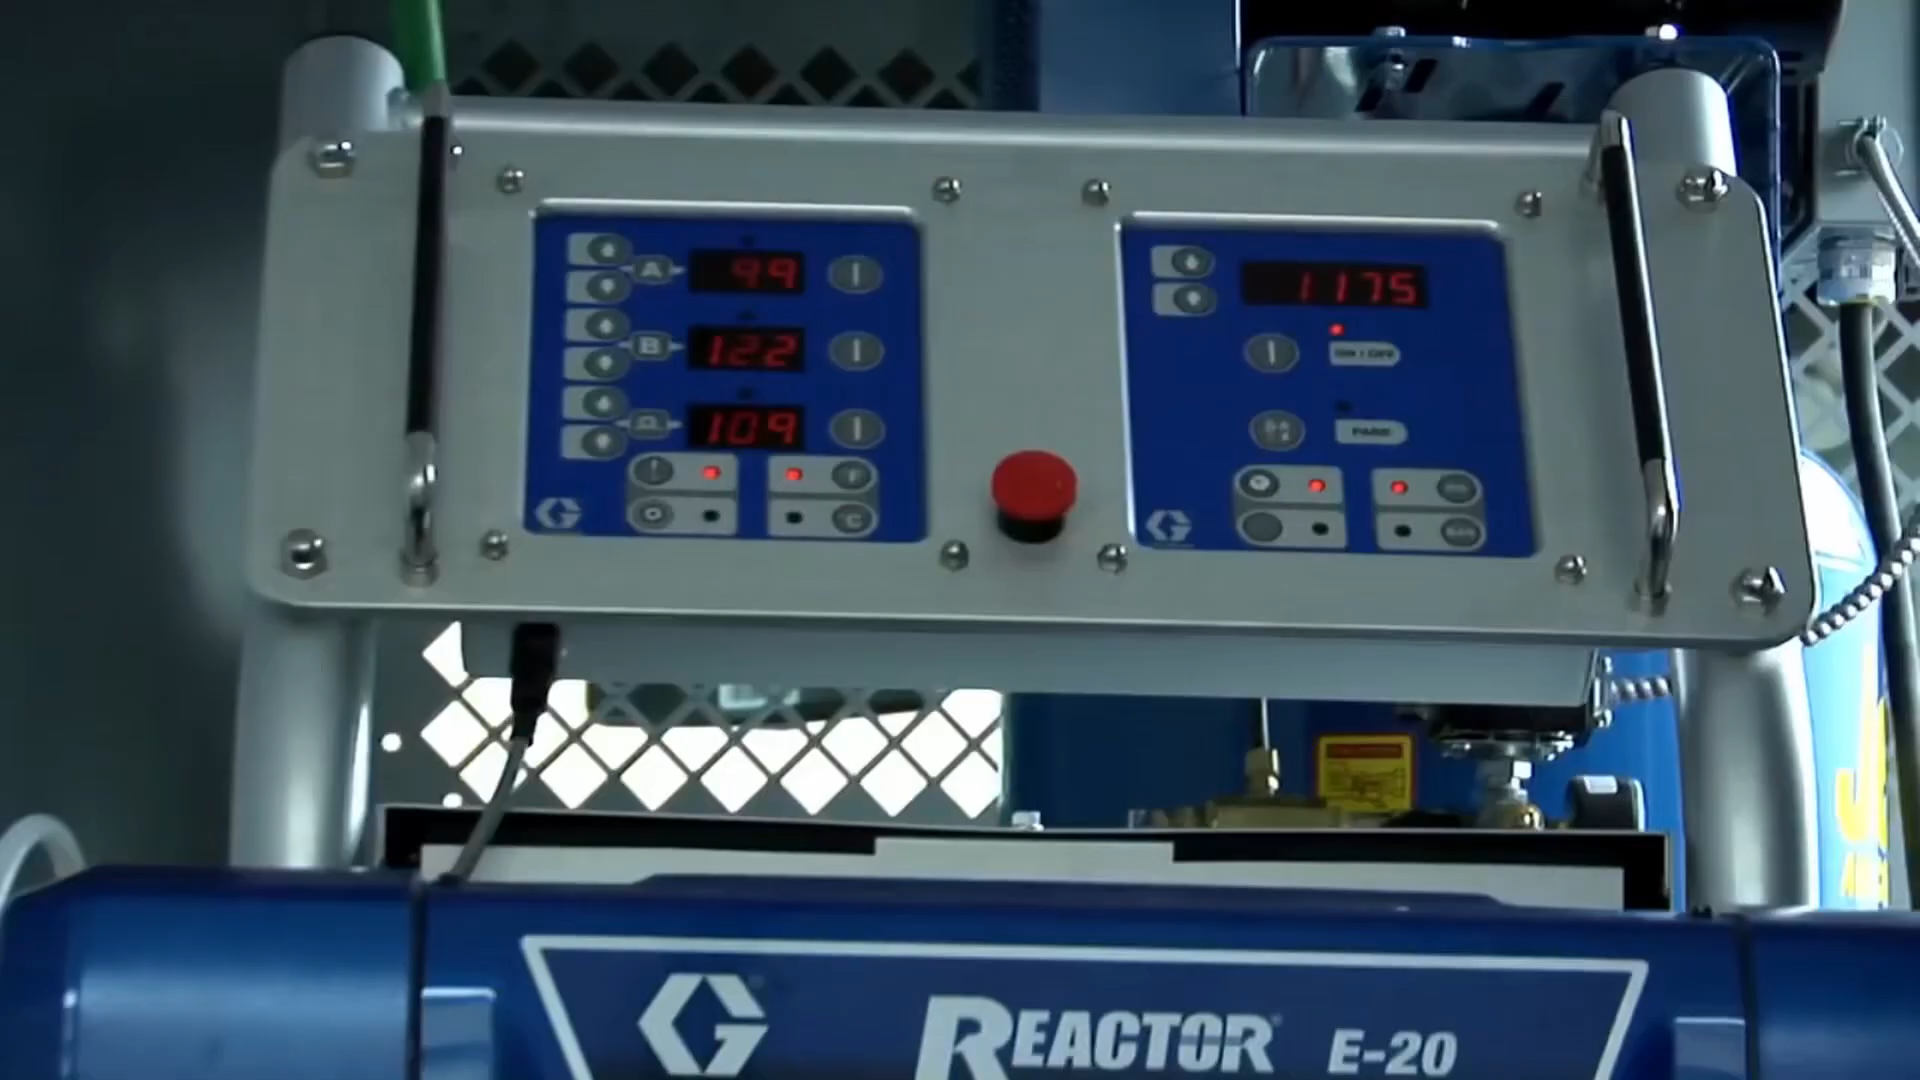 A 99
B 122
109
F
C
1175
ON / OFF
PARK
G
REACTOR® E-20